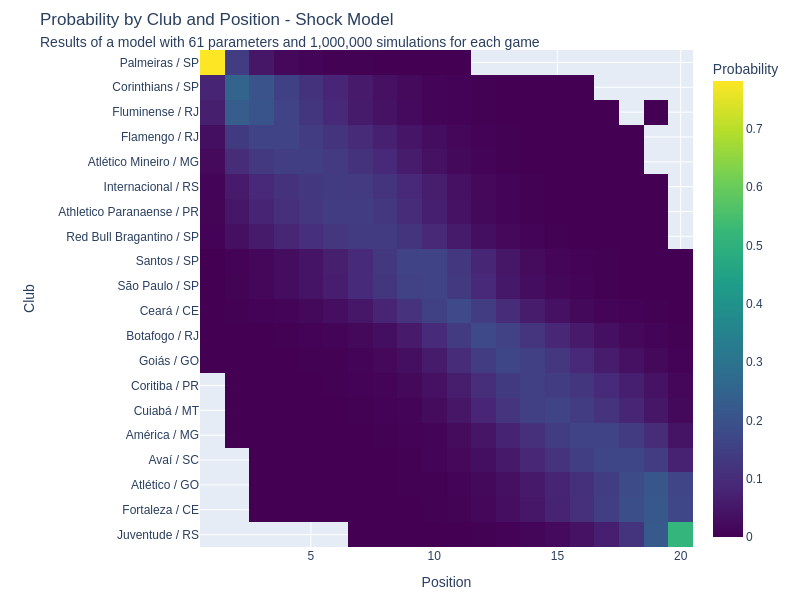 Probability by Club and Position - Shock Model
Results of a model with 61 parameters and 1,000,000 simulations for each game
Palmeiras / SP
Corinthians / SP
Fluminense / RJ
Flamengo / RJ
Atlético Mineiro / MG
Internacional / RS
Athletico Paranaense / PR
Red Bull Bragantino / SP
Santos / SP
São Paulo / SP
Ceará / CE
Botafogo / RJ
Goiás / GO
Coritiba / PR
Cuiabá / MT
América / MG
Avaí / SC
Atlético / GO
Fortaleza / CE
Juventude / RS
Club
5
10
15
20
Position
Probability
0.7
0.6
0.5
0.4
0.3
0.2
0.1
0